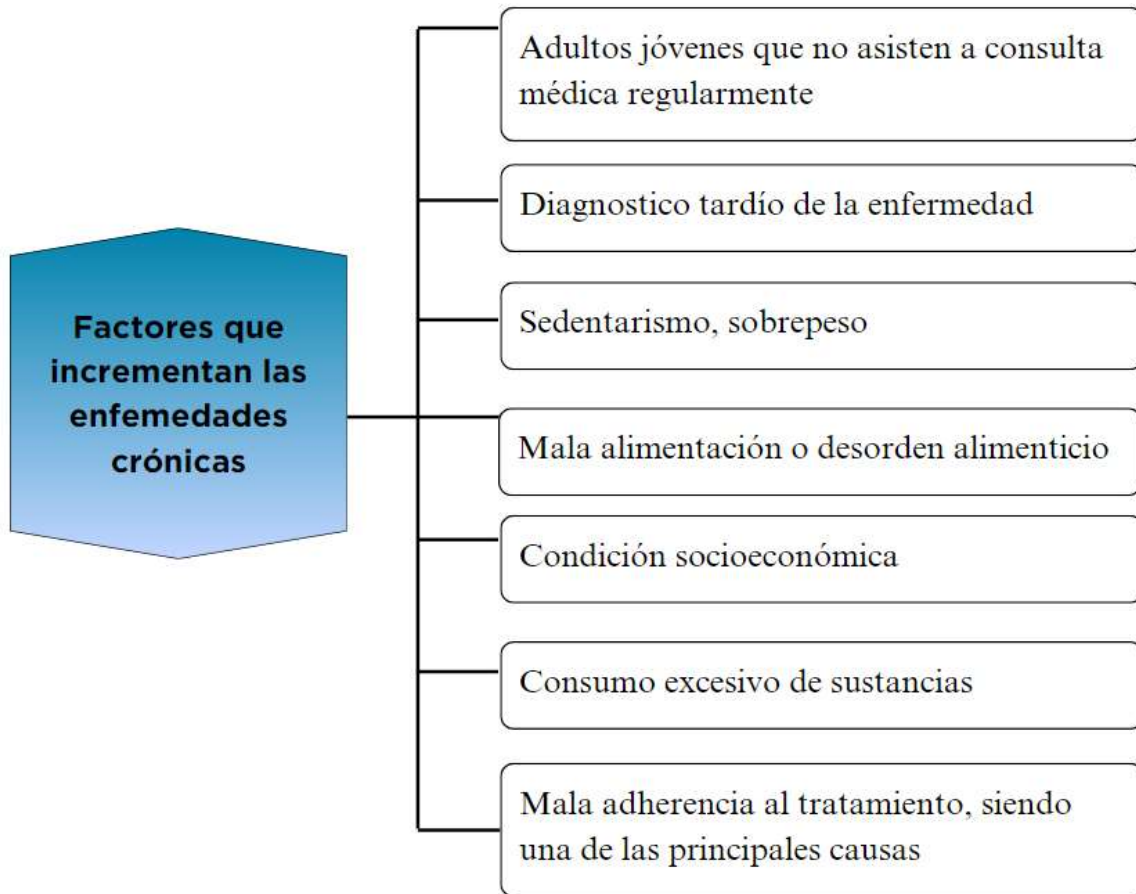 Adultos jóvenes que no asisten a consulta
médica regularmente
Diagnostico tardío de la enfermedad
Sedentarismo, sobrepeso
Factores que
incrementan las
enfemedades
crónicas
Mala alimentación o desorden alimenticio
Condición socioeconómica
Consumo excesivo de sustancias
Mala adherencia al tratamiento, siendo
una de las principales causas